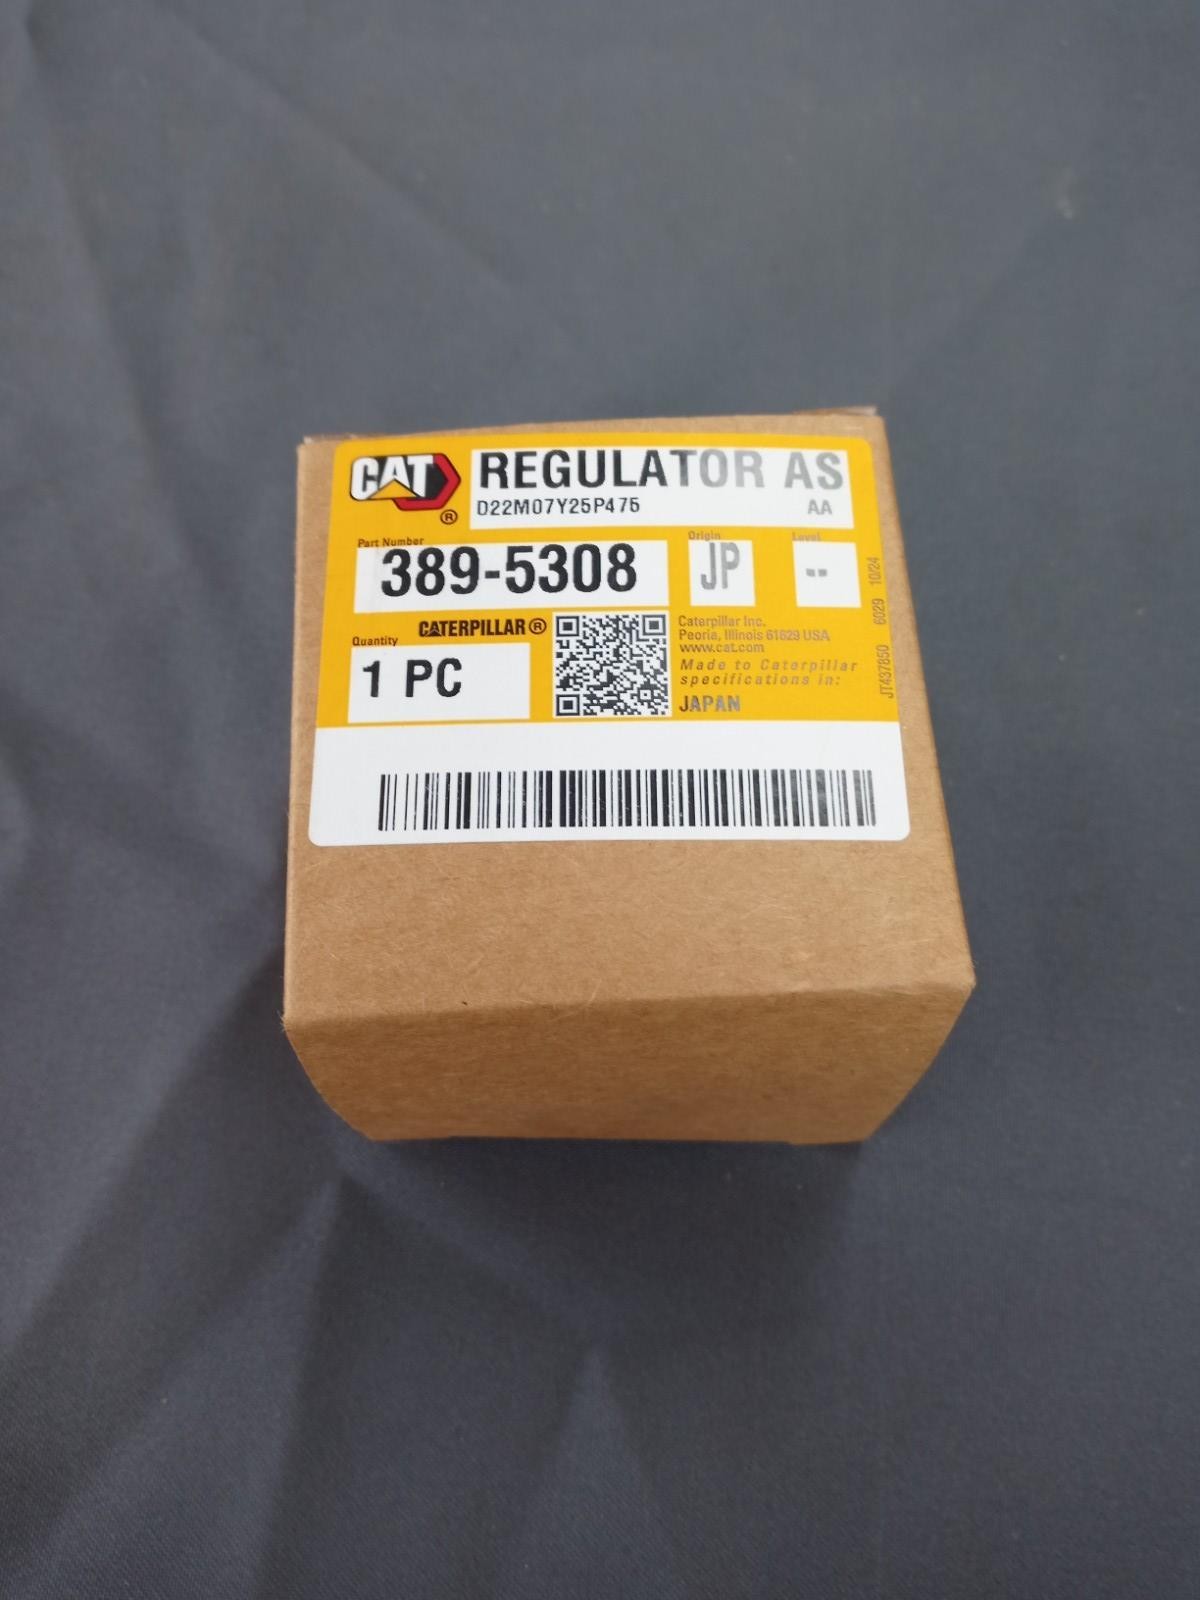 CAT ®
REGULATOR AS
D22M07Y25P475
AA
Part Number
389-5308
Origin
JP
Level
--
Quantity
1 PC
CATERPILLAR ®
Caterpillar Inc.
Peoria, Illinois 61629 USA
www.cat.com
Made to Caterpillar
specifications in:
JAPAN
JT437850 6029 10/24